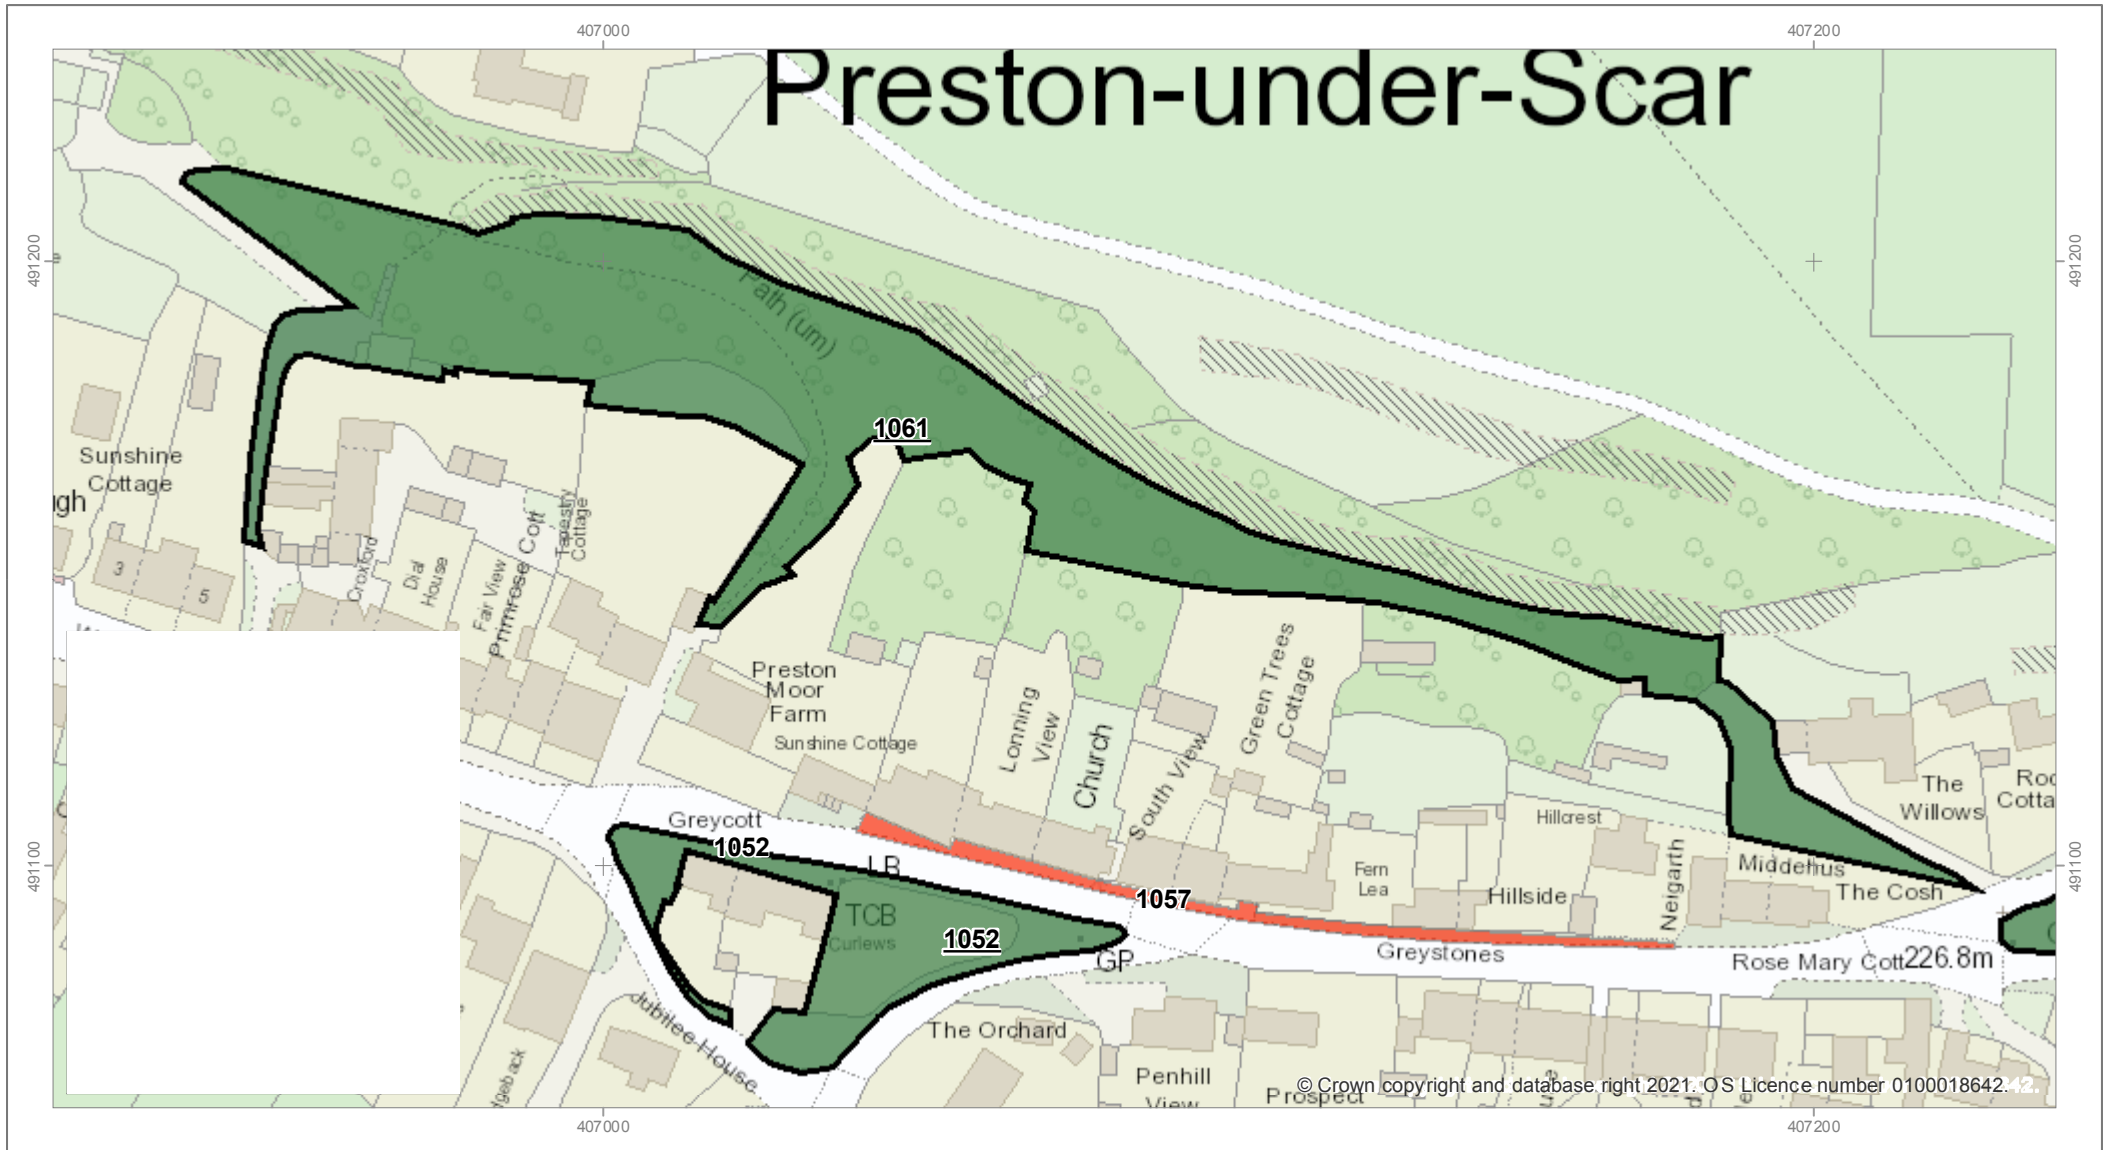 407000
407200
Preston-under-Scar
491200
491200
Path (um)
1061
Sunshine
Cottage
3
5
Croxford
Dial
House
Fair View
Primrose Cott
Tapestry
Cottage
Preston
Moor
Farm
Sunshine Cottage
Lonning
View
Church
South View
Green Trees
Cottage
The
Willows
Hillcrest
Greycott
1052
LB
1057
Fern
Lea
Hillside
Neigarth
Middehus
The Cosh
491100
491100
TCB
Curlews
1052
GP
Greystones
Rose Mary Cott
226.8m
Jubilee House
The Orchard
Penhill
View
Prospect
© Crown copyright and database right 2021. OS Licence number 0100018642.
407000
407200